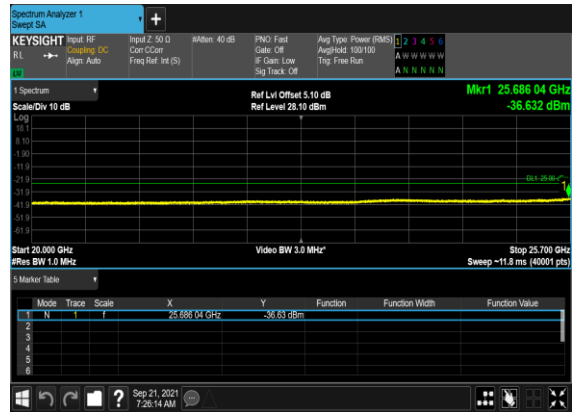 Spectrum Analyzer 1
Swept SA
KEYSIGHT Input: RF Input Z: 50 Ω #Atten: 40 dB PNO: Fast Avg Type: Power (RMS) 1 2 3 4 5 6
RL Coupling: DC Corr CCorr Gate: Off Avg|Hold: 100/100 A W W W W W
Align: Auto Freq Ref: Int (S) IF Gain: Low Trig: Free Run
Sig Track: Off A N N N N N
1 Spectrum
Ref Lvl Offset 5.10 dB Mkr1 25.686 04 GHz
Scale/Div 10 dB Ref Level 28.10 dBm -36.632 dBm
Log
18.1
8.10
-1.90
-11.9
-21.9 DL1 -25.00
-31.9 1
-41.9
-51.9
-61.9
Start 20.000 GHz Video BW 3.0 MHz* Stop 25.700 GHz
#Res BW 1.0 MHz Sweep ~11.8 ms (40001 pts)
5 Marker Table
Mode Trace Scale X Y Function Function Width Function Value
1 N 1 f 25.686 04 GHz -36.63 dBm
2
3
4
5
6
? Sep 21, 2021
7:26:14 AM